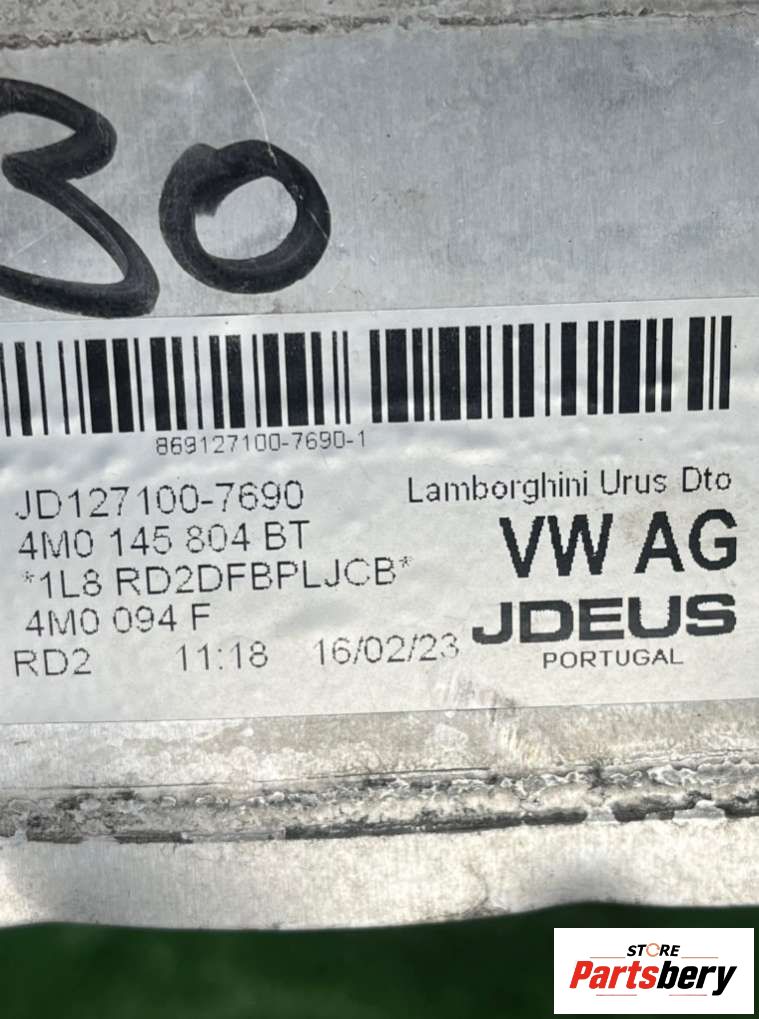 30
869127100-7690-1
JD127100-7690
Lamborghini Urus Dto
4M0 145 804 BT
VW AG
*1L8 RD2DFBPLJCB*
4M0 094 F
JDEUS
PORTUGAL
RD2 11:18 16/02/23
STORE
Partsbery